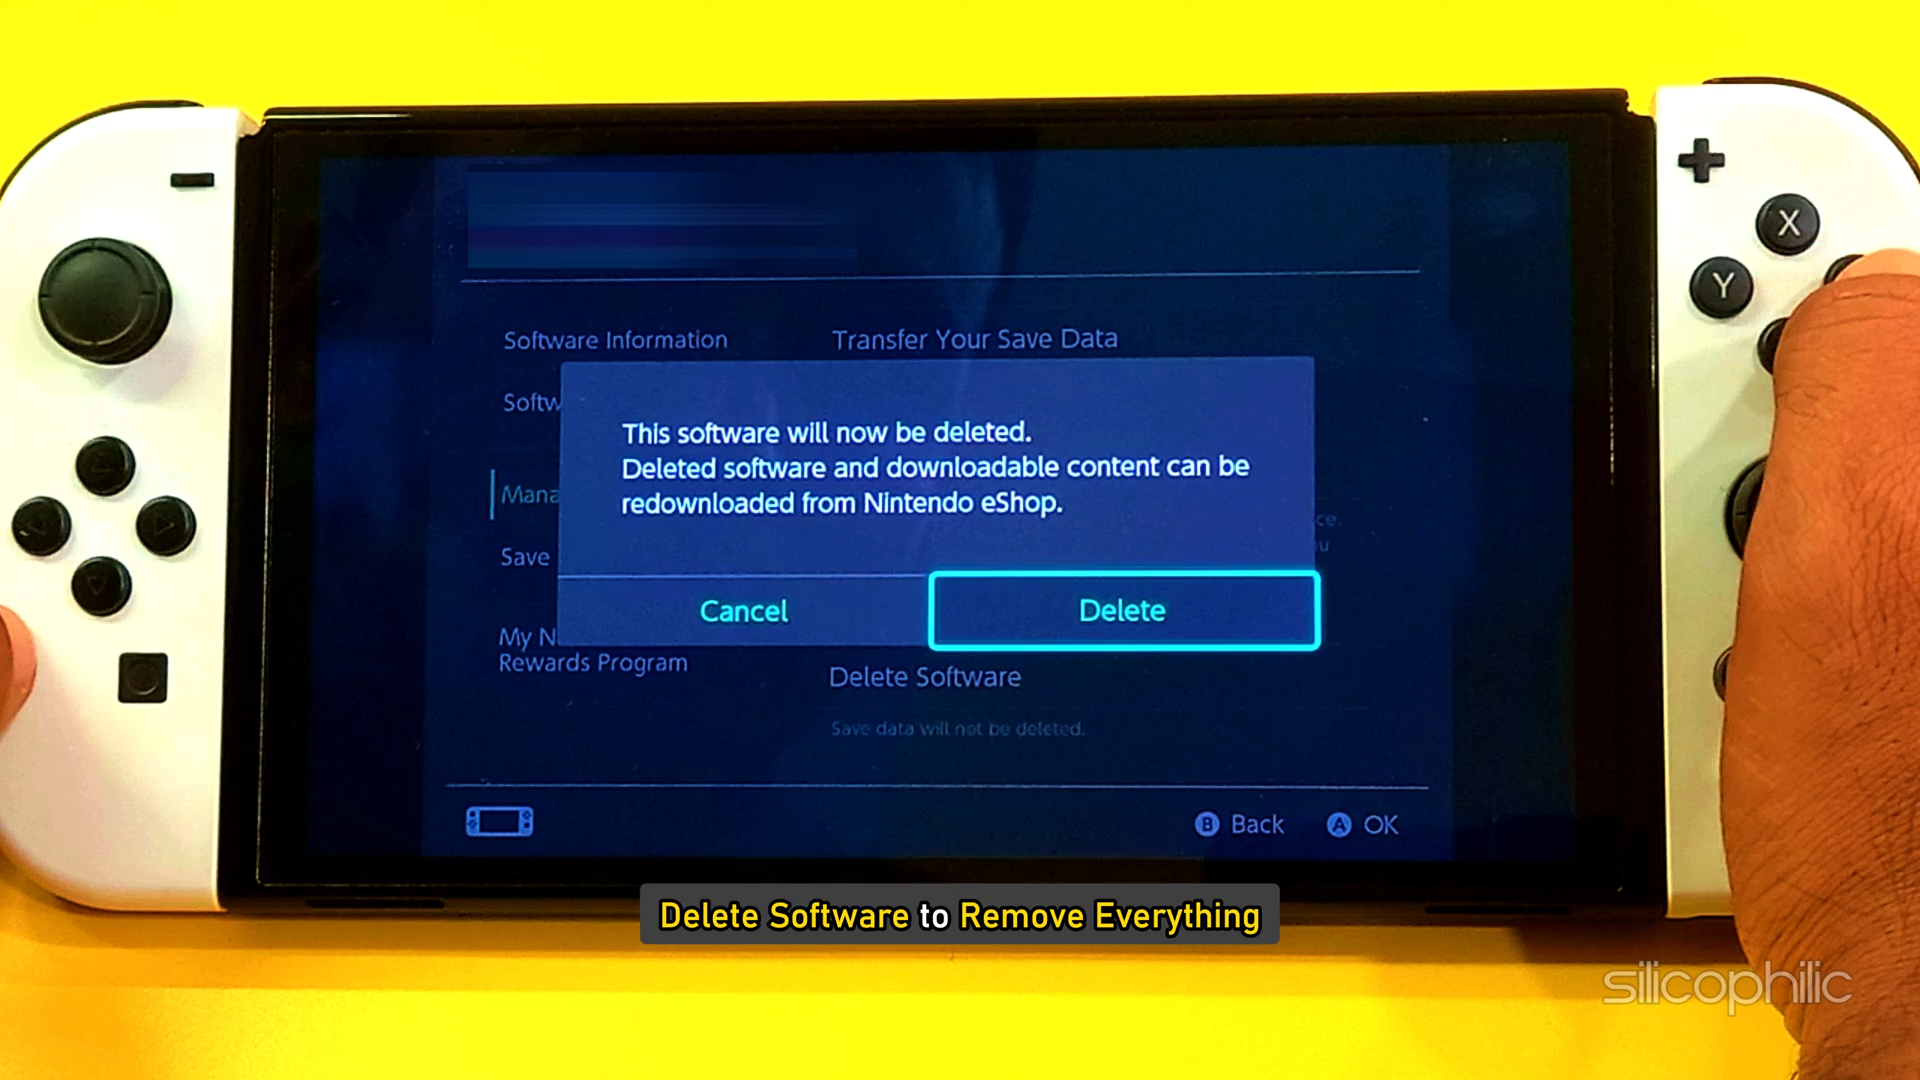 Software Information
Transfer Your Save Data
Softw
This software will now be deleted.
Deleted software and downloadable content can be
redownloaded from Nintendo eShop.
Mana
ce.
u
Save
Cancel
Delete
My N
Rewards Program
Delete Software
Save data will not be deleted.
B Back
A OK
X
Y
Delete Software to Remove Everything
silicophilic